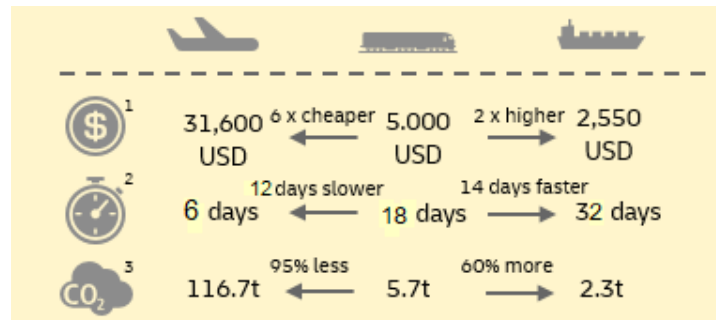 1
31,600 6 x cheaper 5.000 2 x higher 2,550
USD USD USD
2
12 days slower 14 days faster
6 days 18 days 32 days
3
95% less 60% more
CO2 116.7t 5.7t 2.3t